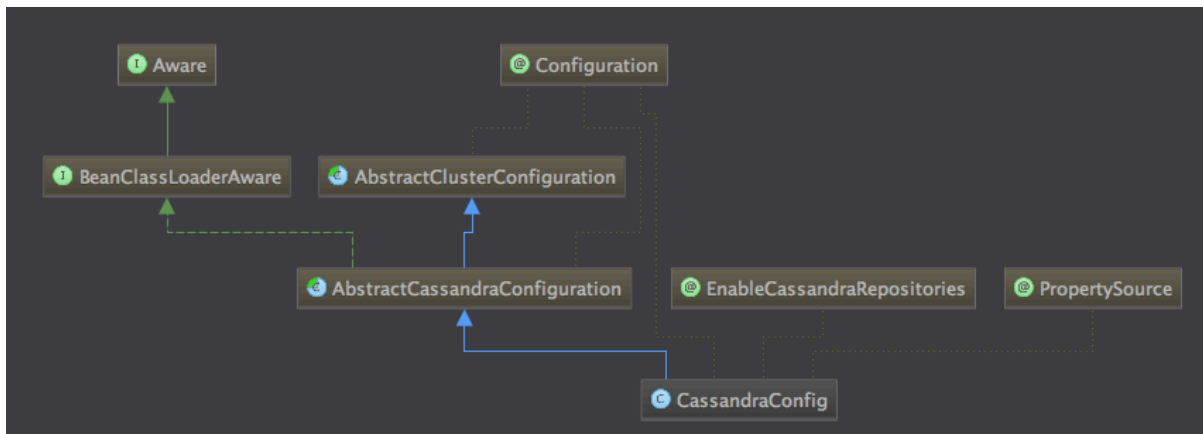 I Aware
@ Configuration
I BeanClassLoaderAware
C AbstractClusterConfiguration
C AbstractCassandraConfiguration
@ EnableCassandraRepositories
@ PropertySource
C CassandraConfig